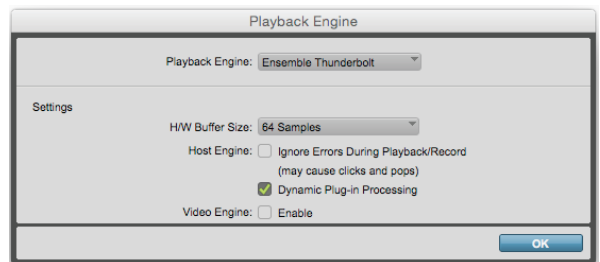 Playback Engine
Playback Engine: Ensemble Thunderbolt
Settings
H/W Buffer Size: 64 Samples
Host Engine: Ignore Errors During Playback/Record
(may cause clicks and pops)
Dynamic Plug-in Processing
Video Engine: Enable
OK